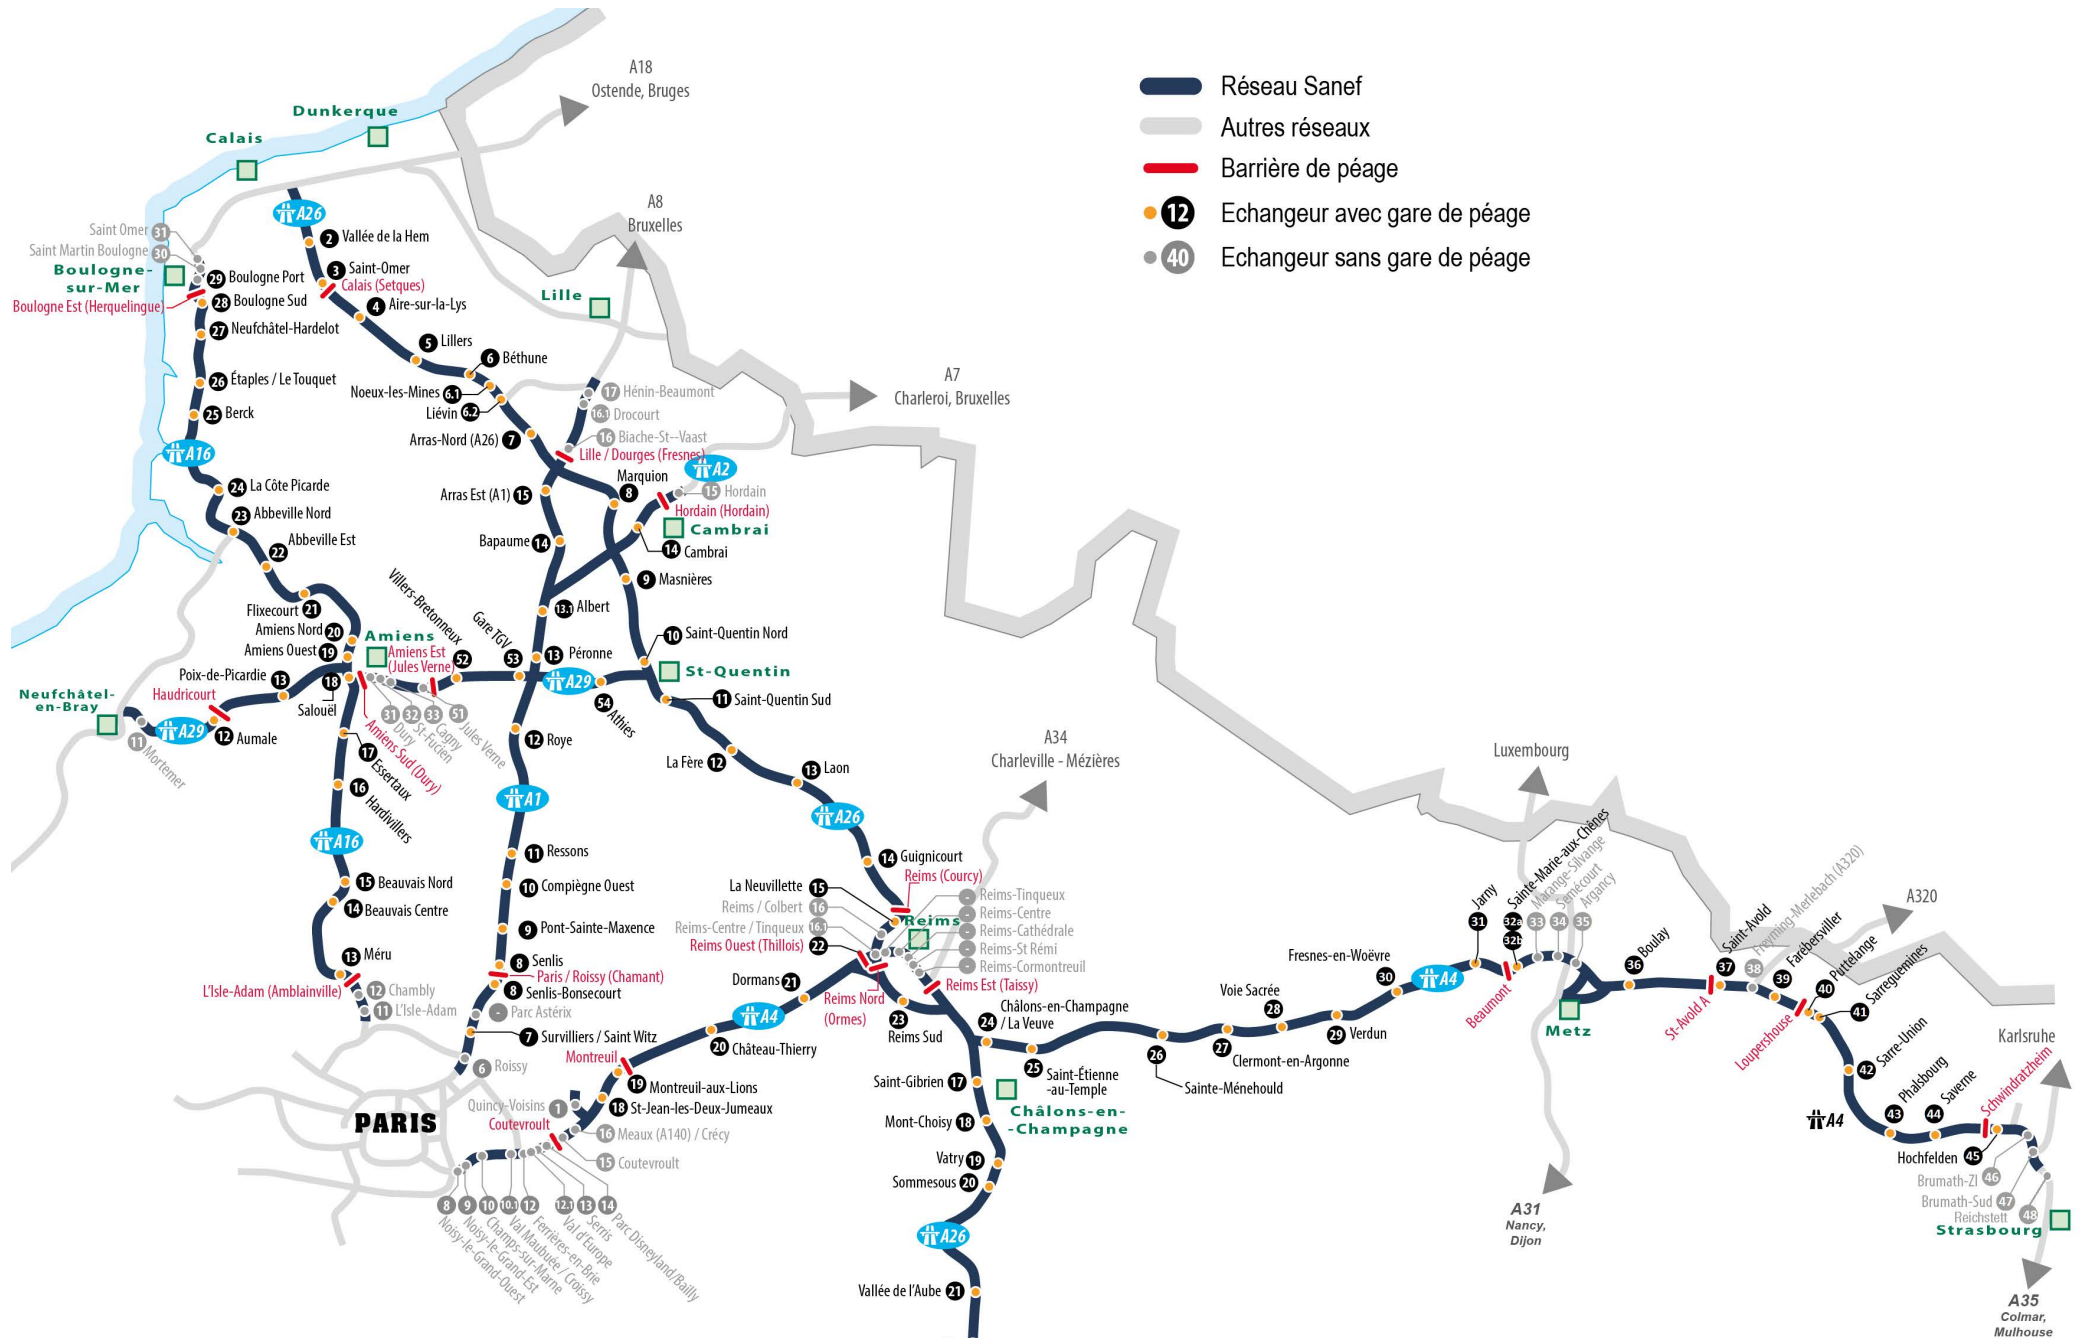 Réseau Sanef
Autres réseaux
Barrière de péage
12 Echangeur avec gare de péage
40 Echangeur sans gare de péage
A18
Ostende, Bruges
Dunkerque
Calais
A8
Bruxelles
A26
Saint Omer 31
2 Vallée de la Hem
Saint Martin Boulogne 30
Boulogne-
sur-Mer
3 Saint-Omer
Calais (Setques)
29 Boulogne Port
28 Boulogne Sud
Boulogne Est (Herquelingue)
4 Aire-sur-la-Lys
Lille
27 Neufchâtel-Hardelot
5 Lillers
6 Béthune
26 Étaples / Le Touquet
Noeux-les-Mines 6.1
Liévin 6.2
17 Hénin-Beaumont
16.1 Drocourt
A7
Charleroi, Bruxelles
25 Berck
Arras-Nord (A26) 7
16 Biache-St--Vaast
Lille / Dourges (Fresnes)
A16
A2
24 La Côte Picarde
Marquion
8
15 Hordain
Hordain (Hordain)
Arras Est (A1) 15
23 Abbeville Nord
Cambrai
Abbeville Est
22
Bapaume 14
14 Cambrai
9 Masnières
Flixecourt 21
13.1 Albert
Amiens Nord 20
Amiens
Villers-Bretonneux
52
Gare TGV
53
10 Saint-Quentin Nord
Amiens Ouest 19
Amiens Est
(Jules Verne)
13 Péronne
St-Quentin
Poix-de-Picardie 13
18
Salouël
A29
Haudricourt
Neufchâtel-
en-Bray
54
Athies
11 Saint-Quentin Sud
A29
12 Aumale
11
Mortemer
31
Dury
32
St-Fucien
33
Cagny
51
Jules Verne
Amiens Sud (Dury)
17
Essertaux
12 Roye
La Fère 12
13 Laon
A34
Charleville - Mézières
16
Hardivillers
A1
A26
A16
11 Ressons
14 Guignicourt
15 Beauvais Nord
10 Compiègne Ouest
La Neuvillette 15
Reims (Courcy)
14 Beauvais Centre
Reims / Colbert 16
- Reims-Tinqueux
- Reims-Centre
9 Pont-Sainte-Maxence
Reims-Centre / Tinqueux 16.1
Reims
- Reims-Cathédrale
Reims Ouest (Thillois) 22
- Reims-St Rémi
- Reims-Cormontreuil
13 Méru
8 Senlis
Paris / Roissy (Chamant)
Dormans 21
Reims Est (Taissy)
L'Isle-Adam (Amblainville)
12 Chambly
8 Senlis-Bonsecourt
Reims Nord
(Ormes)
11 L'Isle-Adam
- Parc Astérix
A4
23
Reims Sud
7 Survilliers / Saint Witz
Montreuil
20 Château-Thierry
6 Roissy
19 Montreuil-aux-Lions
PARIS
Quincy-Voisins 1
18 St-Jean-les-Deux-Jumeaux
Coutevroult
16 Meaux (A140) / Crécy
15 Coutevroult
8
Noisy-le-Grand-Ouest
9
Noisy-le-Grand-Est
10
Champs-sur-Marne
10.1
Val Maubuée / Croissy
12
Ferrières-en-Brie
12.1
Val d'Europe
13
Serris
14
Parc Disneyland/Bailly
24
Châlons-en-Champagne
/ La Veuve
25
Saint-Étienne
-au-Temple
Saint-Gibrien 17
Châlons-en-
-Champagne
Mont-Choisy 18
Vatry 19
Sommesous 20
A26
Vallée de l'Aube 21
26
Sainte-Ménehould
27
Clermont-en-Argonne
Voie Sacrée
28
29 Verdun
Fresnes-en-Woëvre
30
A4
Jarny
31
Beaumont
Luxembourg
Sainte-Marie-aux-Chênes
32a
32b
Marange-Silvange
33
Semécourt
34
Argancy
35
Metz
A31
Nancy,
Dijon
Boulay
36
St-Avold A
Saint-Avold
37
Freyming-Merlebach (A320)
38
Farébersviller
39
A320
Loupershouse
Puttelange
40
Sarreguemines
41
Sarre-Union
42
A4
Phalsbourg
43
Saverne
44
Schwindratzheim
Karlsruhe
Hochfelden 45
Brumath-ZI 46
Brumath-Sud 47
Reichstett 48
Strasbourg
A35
Colmar,
Mulhouse